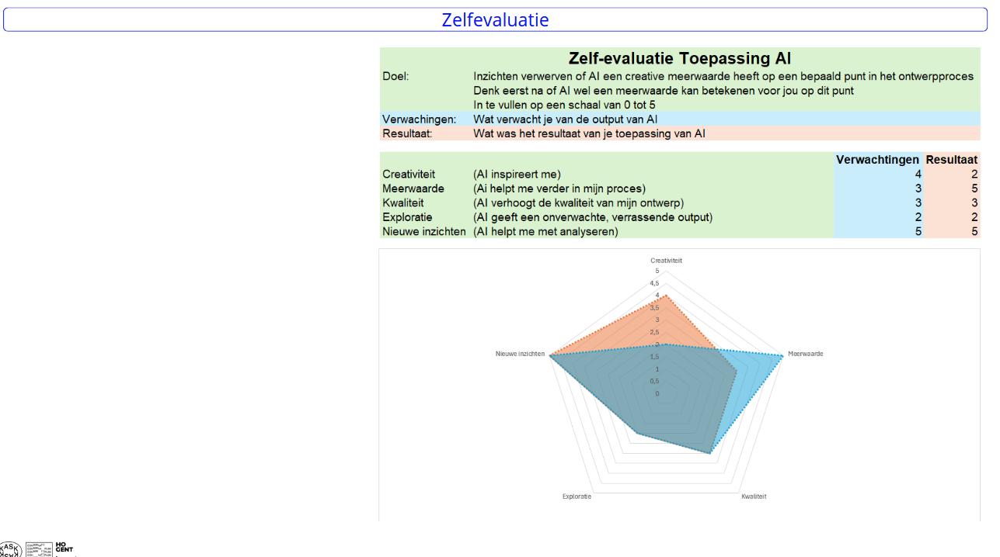 Zelfevaluatie
Zelf-evaluatie Toepassing AI
Doel: Inzichten verwerven of AI een creative meerwaarde heeft op een bepaald punt in het ontwerpproces
Denk eerst na of AI wel een meerwaarde kan betekenen voor jou op dit punt
In te vullen op een schaal van 0 tot 5
Verwachingen: Wat verwacht je van de output van AI
Resultaat: Wat was het resultaat van je toepassing van AI
Verwachtingen Resultaat
Creativiteit (AI inspireert me) 4 2
Meerwaarde (Ai helpt me verder in mijn proces) 3 5
Kwaliteit (AI verhoogt de kwaliteit van mijn ontwerp) 3 3
Exploratie (AI geeft een onverwachte, verrassende output) 2 2
Nieuwe inzichten (AI helpt me met analyseren) 5 5
Creativiteit
5
4,5
4
3,5
3
2,5
2
Nieuwe inzichten 1,5 Meerwaarde
1
0,5
0
Exploratie Kwaliteit
KASK
HO
GENT